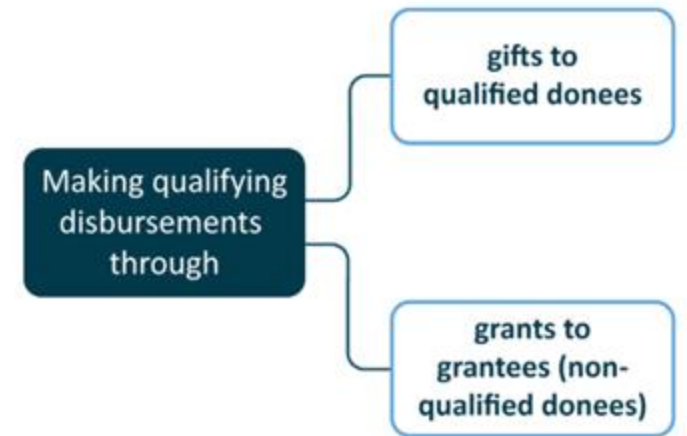 gifts to
qualified donees
Making qualifying
disbursements
through
grants to
grantees (non-
qualified donees)